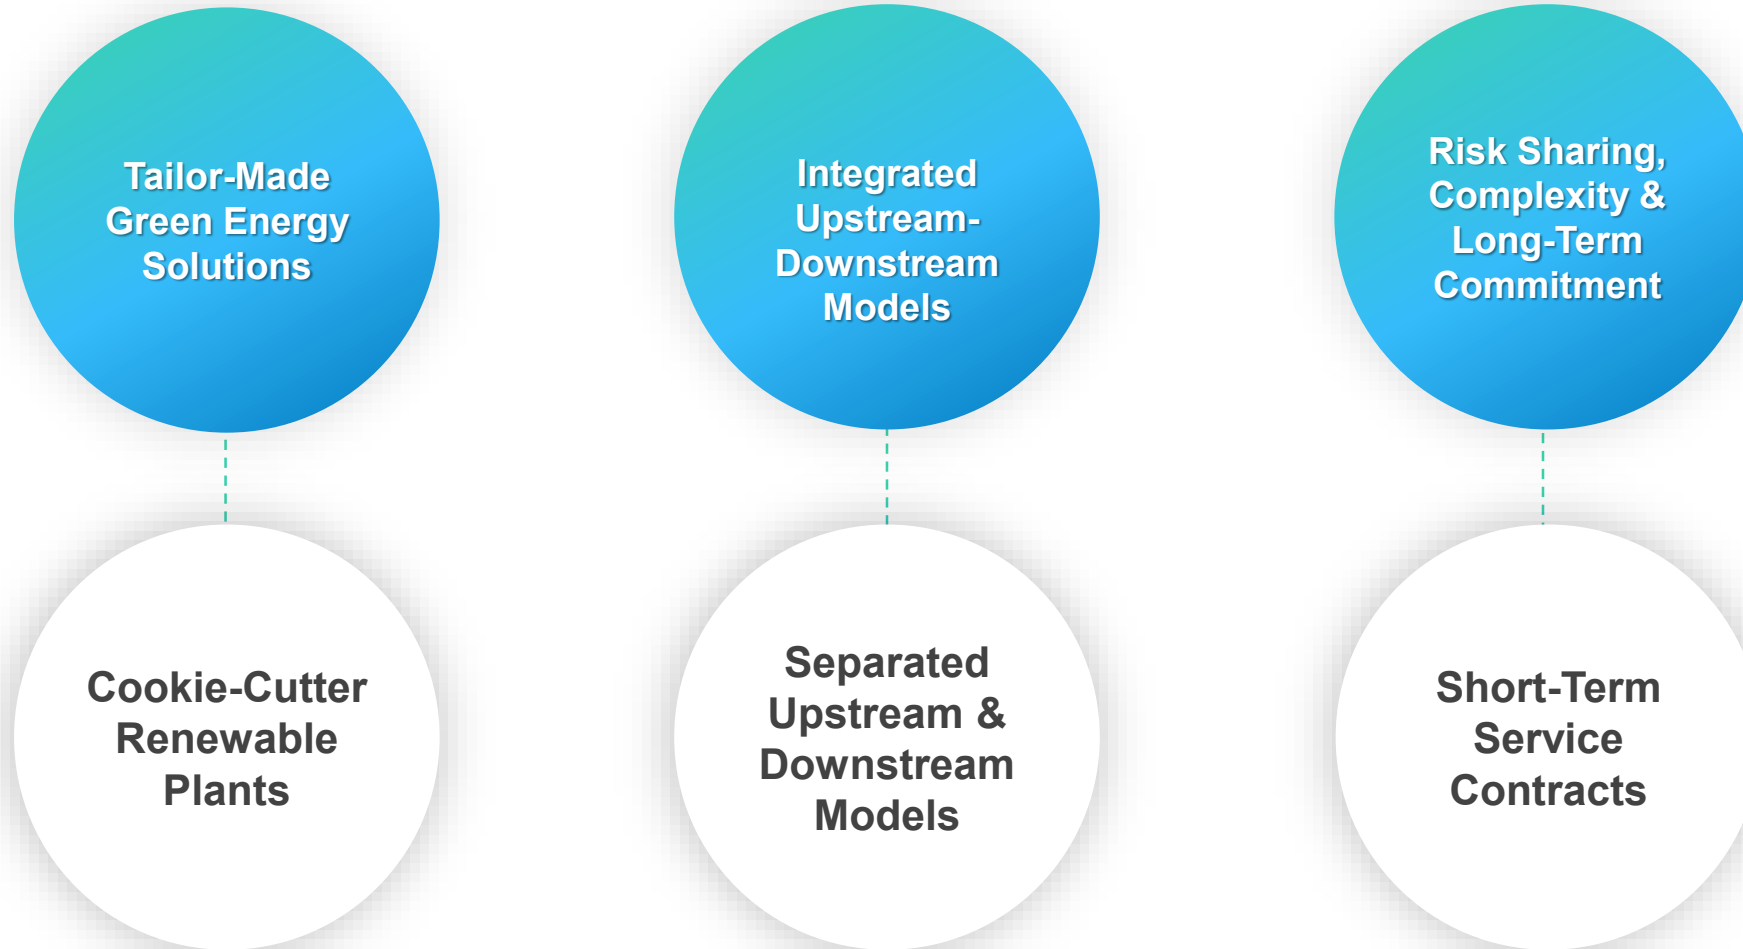 Tailor-Made
Green Energy
Solutions
Integrated
Upstream-
Downstream
Models
Risk Sharing,
Complexity &
Long-Term
Commitment
Cookie-Cutter
Renewable
Plants
Separated
Upstream &
Downstream
Models
Short-Term
Service
Contracts